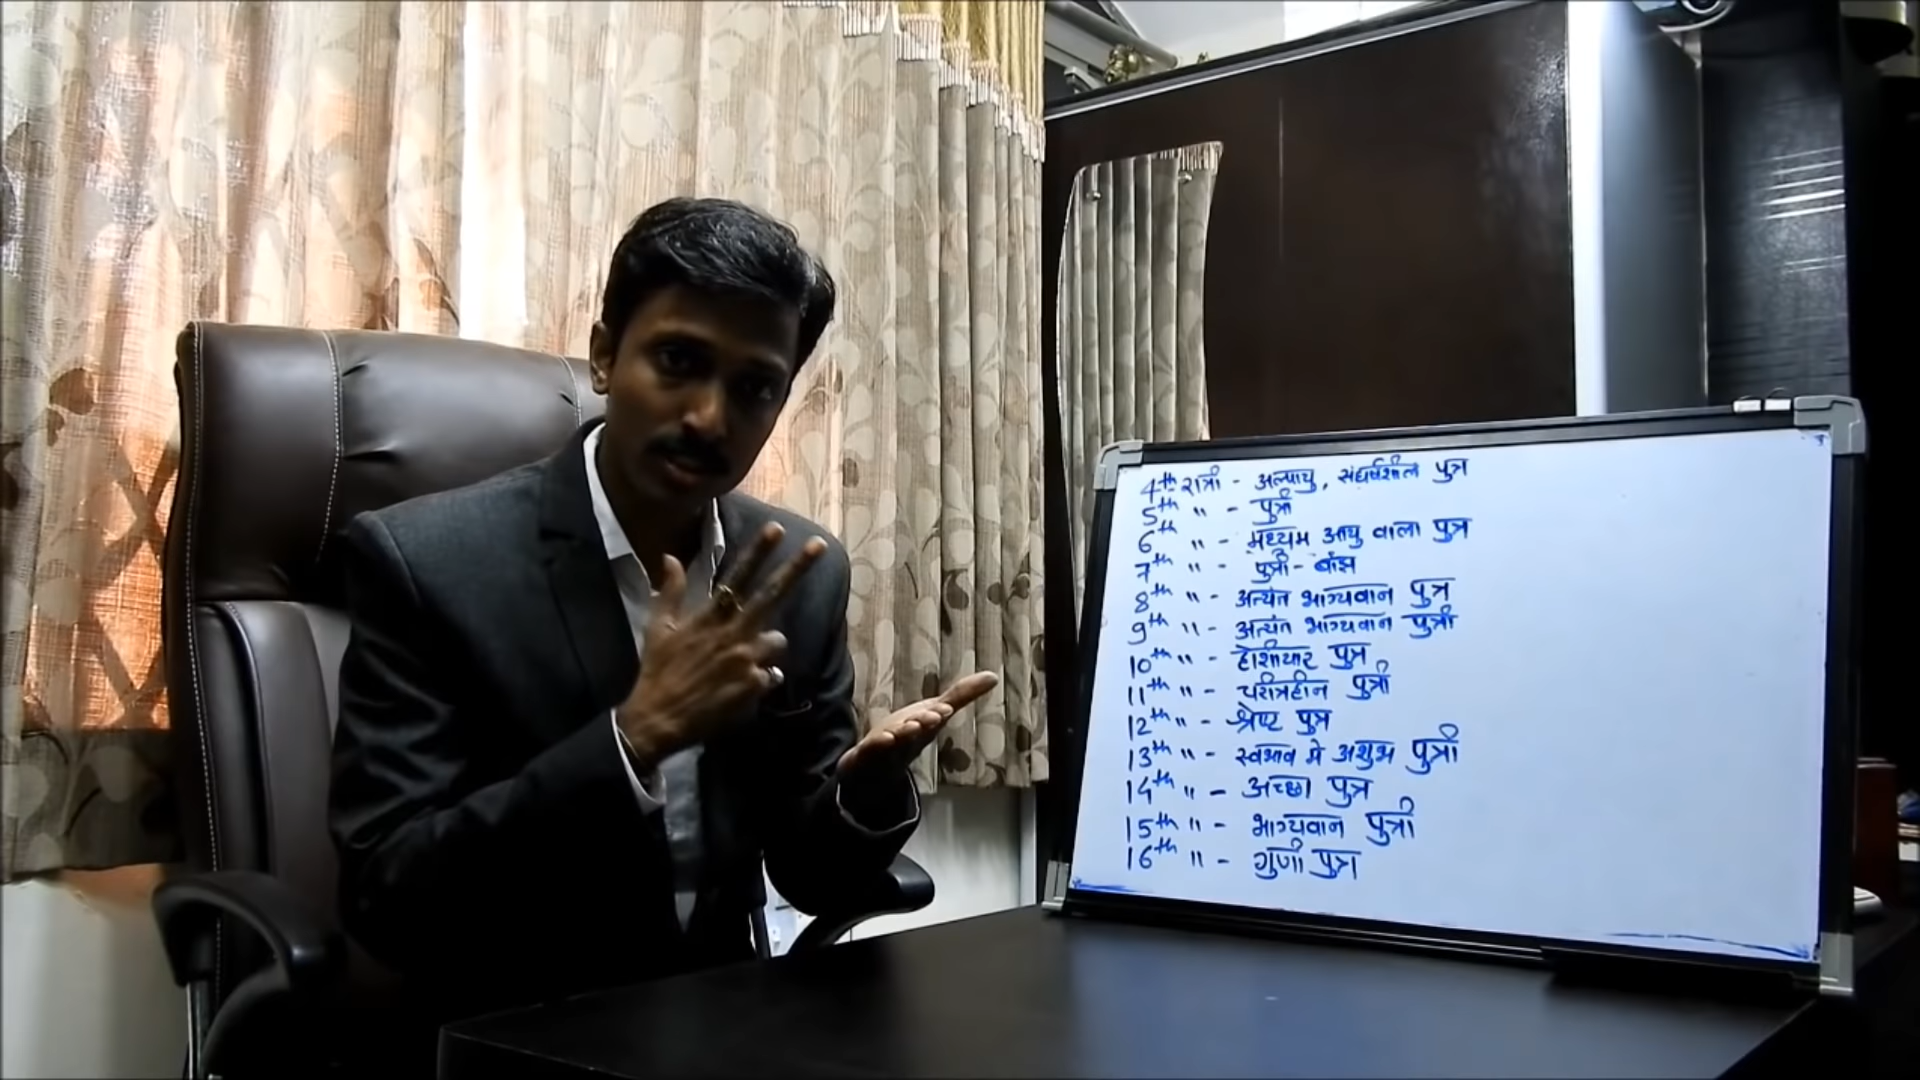 4th रात्री - अल्पायु, संघर्षशील पुत्र
5th " - पुत्री
6th " - मध्यम आयु वाला पुत्र
7th " - पुत्री - बांझ
8th " - अत्यंत भाग्यवान पुत्र
9th " - अत्यंत भाग्यवान पुत्री
10th " - होशीयार पुत्र
11th " - चरीत्रहीन पुत्री
12th " - श्रेष्ट पुत्र
13th " - स्वभाव मे अशुभ पुत्री
14th " - अच्छा पुत्र
15th " - भाग्यवान पुत्री
16th " - गुणी पुत्र